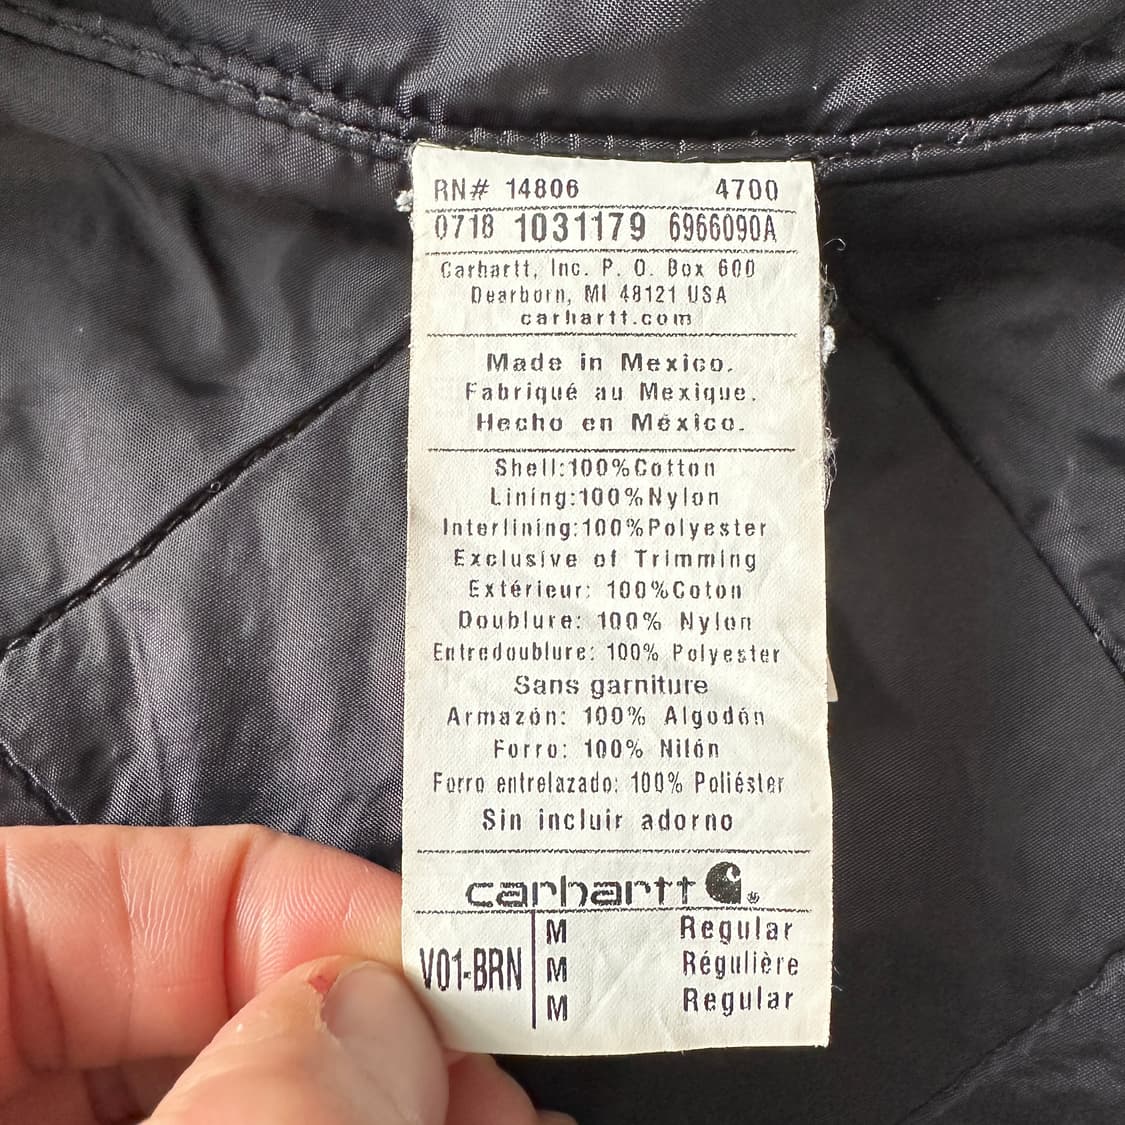 RN# 14806 4700
0718 1031179 6966090A
Carhartt, Inc. P. O. Box 600
Dearborn, MI 48121 USA
carhartt.com
Made in Mexico.
Fabriqué au Mexique.
Hecho en México.
Shell:100%Cotton
Lining:100%Nylon
Interlining:100%Polyester
Exclusive of Trimming
Extérieur: 100%Coton
Doublure: 100% Nylon
Entredoublure: 100% Polyester
Sans garniture
Armazón: 100% Algodón
Forro: 100% Nilón
Forro entrelazado: 100% Poliéster
Sin incluir adorno
carhartt ®
V01-BRN
M Regular
M Régulière
M Regular